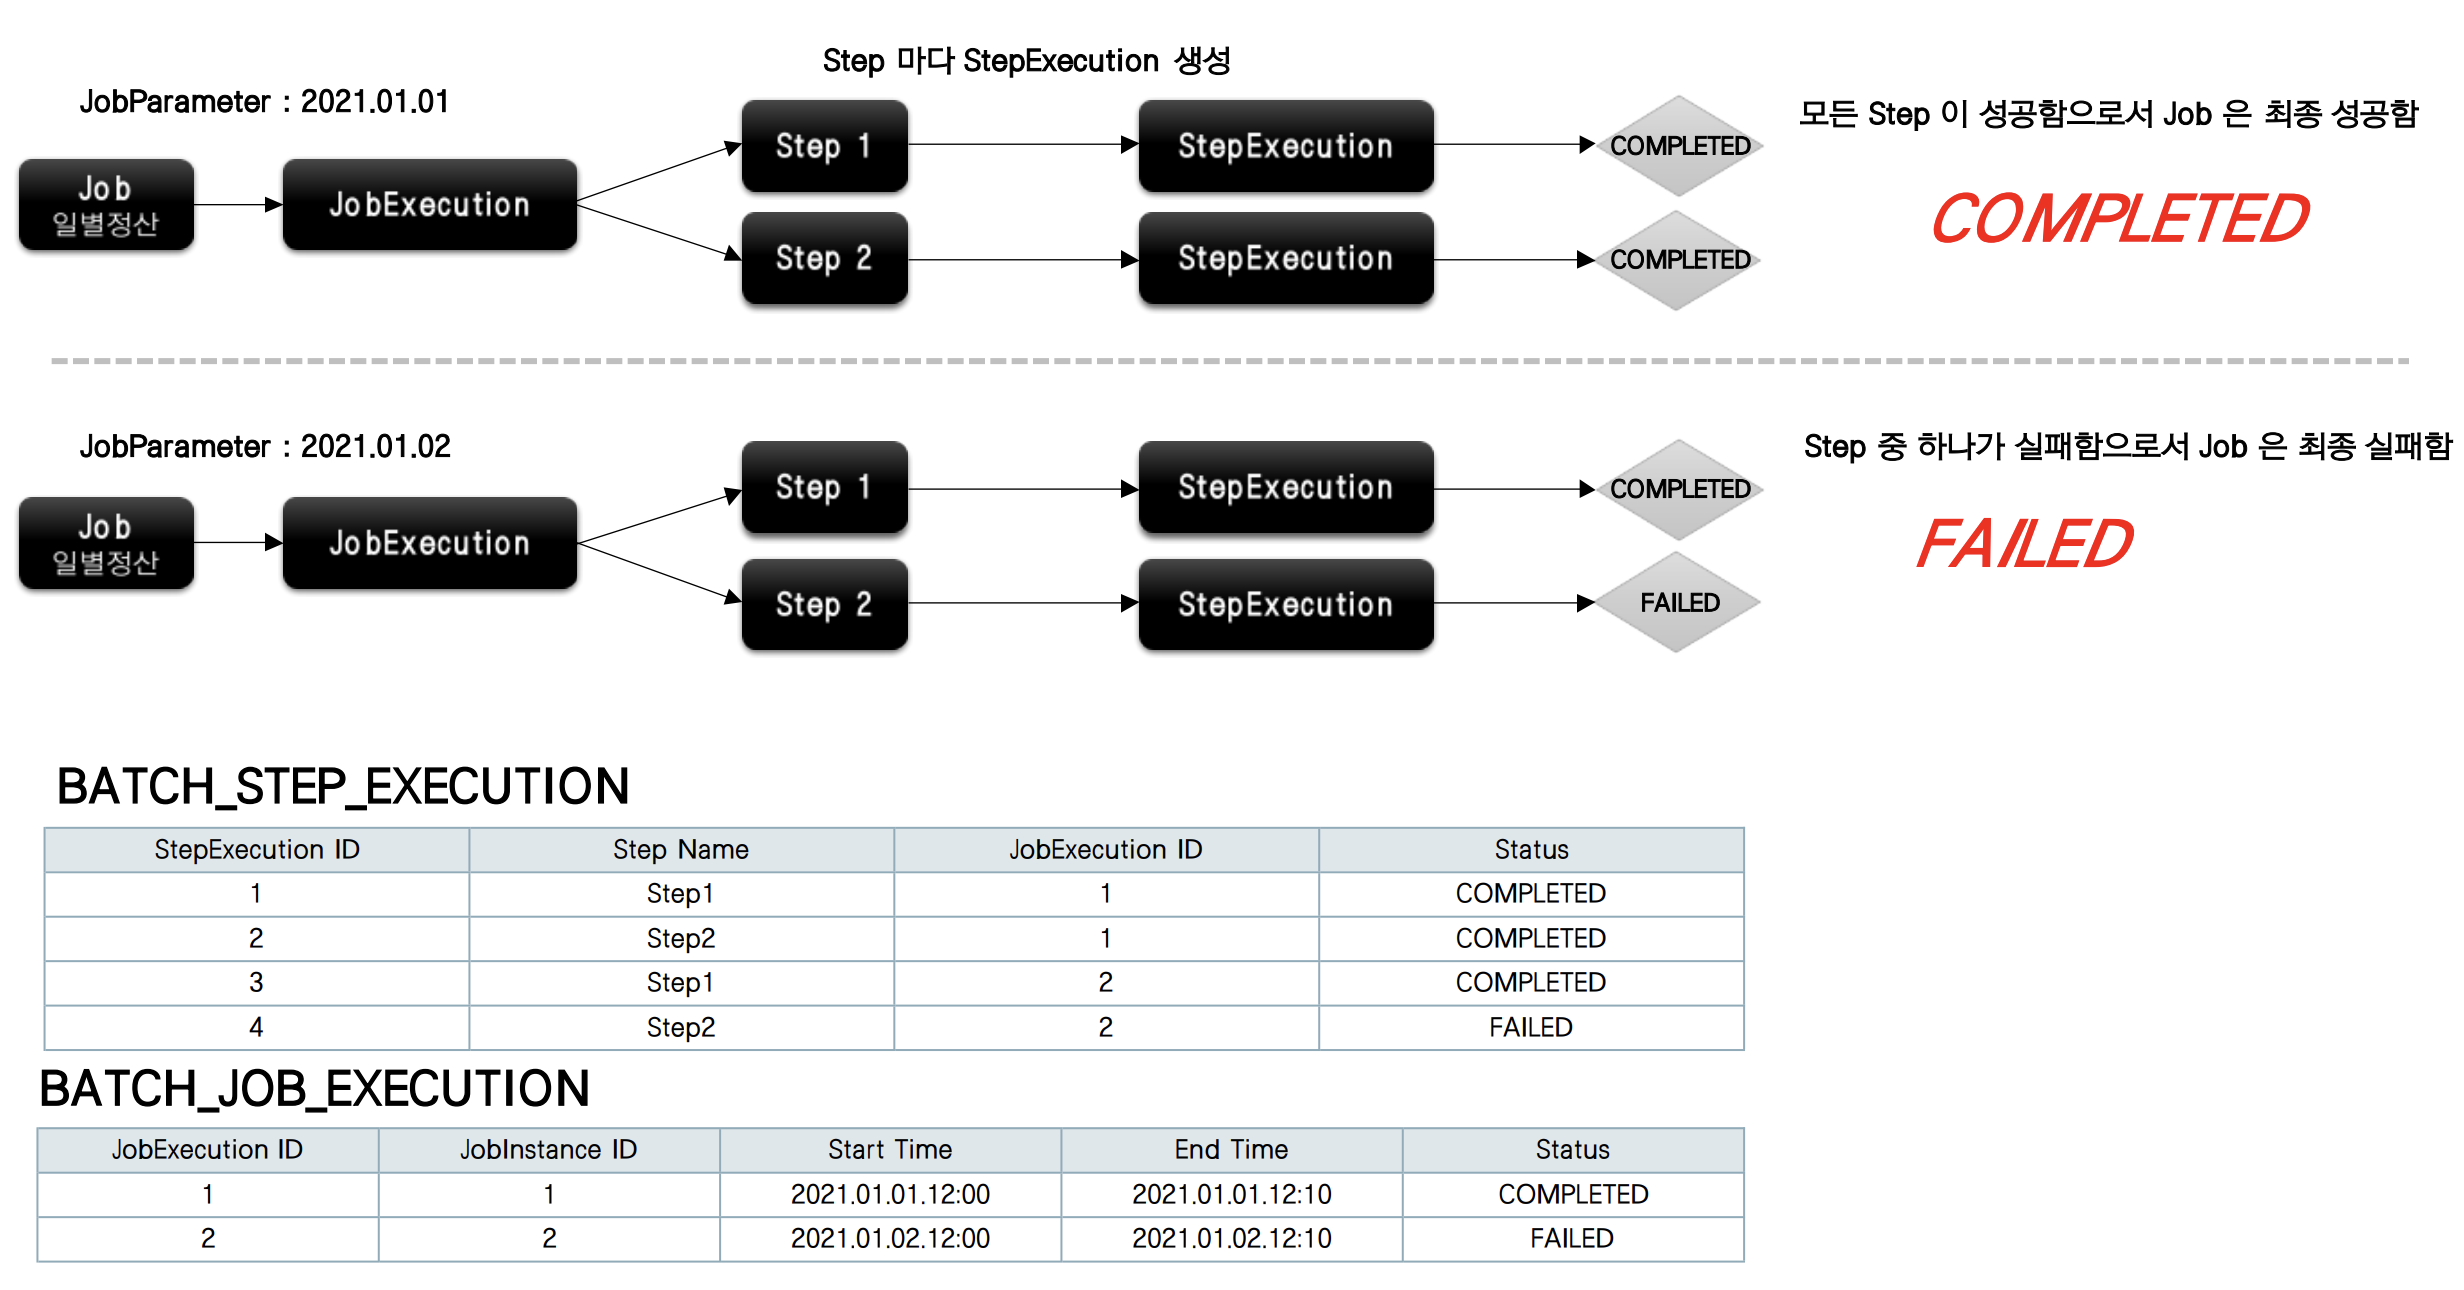 Step 마다 StepExecution 생성
JobParameter : 2021.01.01
모든 Step 이 성공함으로서 Job 은 최종 성공함
Job
일별정산
JobExecution
Step 1
StepExecution
COMPLETED
Step 2
StepExecution
COMPLETED
COMPLETED
JobParameter : 2021.01.02
Step 중 하나가 실패함으로서 Job 은 최종 실패함
Job
일별정산
JobExecution
Step 1
StepExecution
COMPLETED
Step 2
StepExecution
FAILED
FAILED
BATCH_STEP_EXECUTION
StepExecution ID Step Name JobExecution ID Status
1 Step1 1 COMPLETED
2 Step2 1 COMPLETED
3 Step1 2 COMPLETED
4 Step2 2 FAILED
BATCH_JOB_EXECUTION
JobExecution ID JobInstance ID Start Time End Time Status
1 1 2021.01.01.12:00 2021.01.01.12:10 COMPLETED
2 2 2021.01.02.12:00 2021.01.02.12:10 FAILED